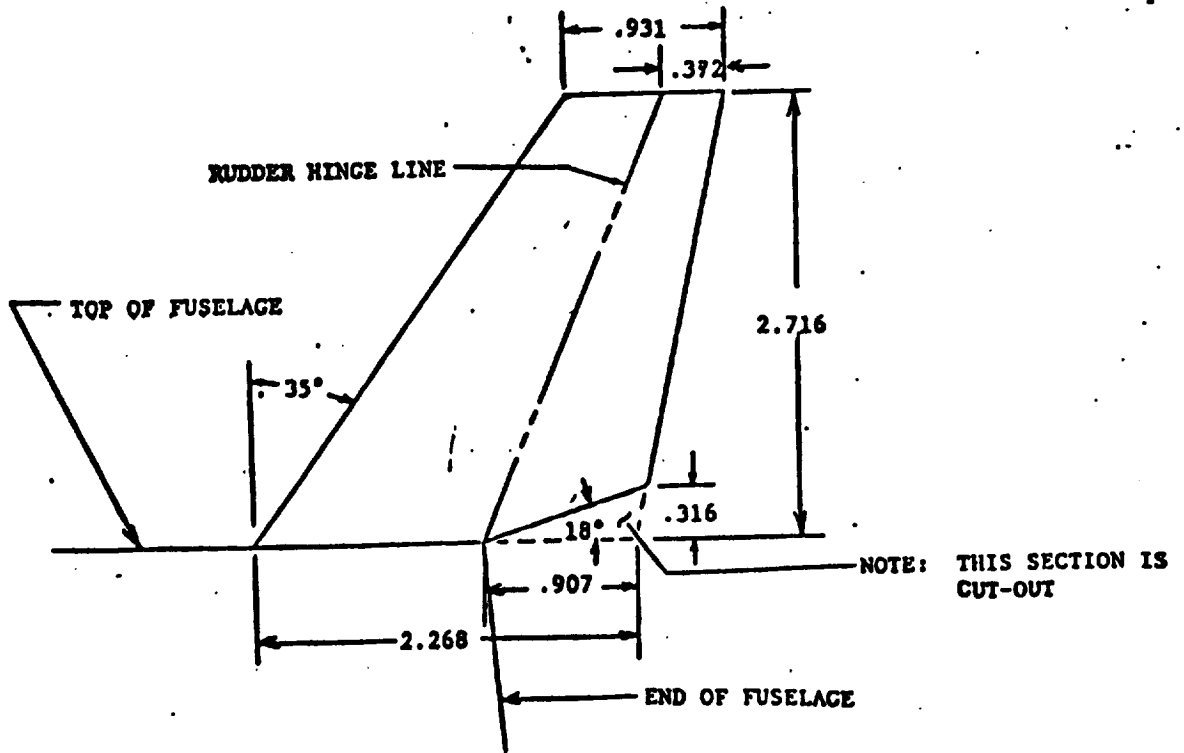 .931
.372
RUDDER HINGE LINE
TOP OF FUSELAGE
2.716
35°
.316
18°
NOTE: THIS SECTION IS
CUT-OUT
.907
2.268
END OF FUSELAGE